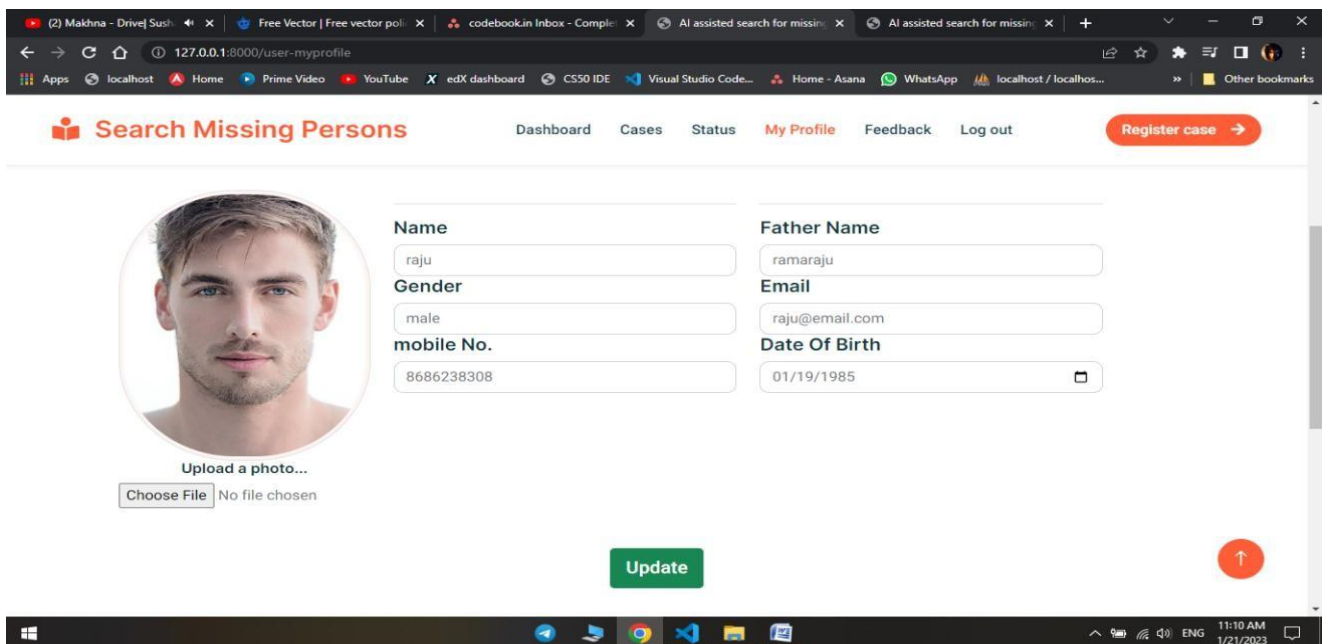 (2) Makhna - Drive| Sush
Free Vector | Free vector poli
codebook.in Inbox - Complet
AI assisted search for missing
AI assisted search for missing
127.0.0.1:8000/user-myprofile
Apps localhost Home Prime Video YouTube edX dashboard CS50 IDE Visual Studio Code... Home - Asana WhatsApp localhost / localhos... » Other bookmarks
Search Missing Persons
Dashboard Cases Status My Profile Feedback Log out
Register case →
Name
raju
Father Name
ramaraju
Gender
male
Email
raju@email.com
mobile No.
8686238308
Date Of Birth
01/19/1985
Upload a photo...
Choose File No file chosen
Update
ENG
11:10 AM
1/21/2023